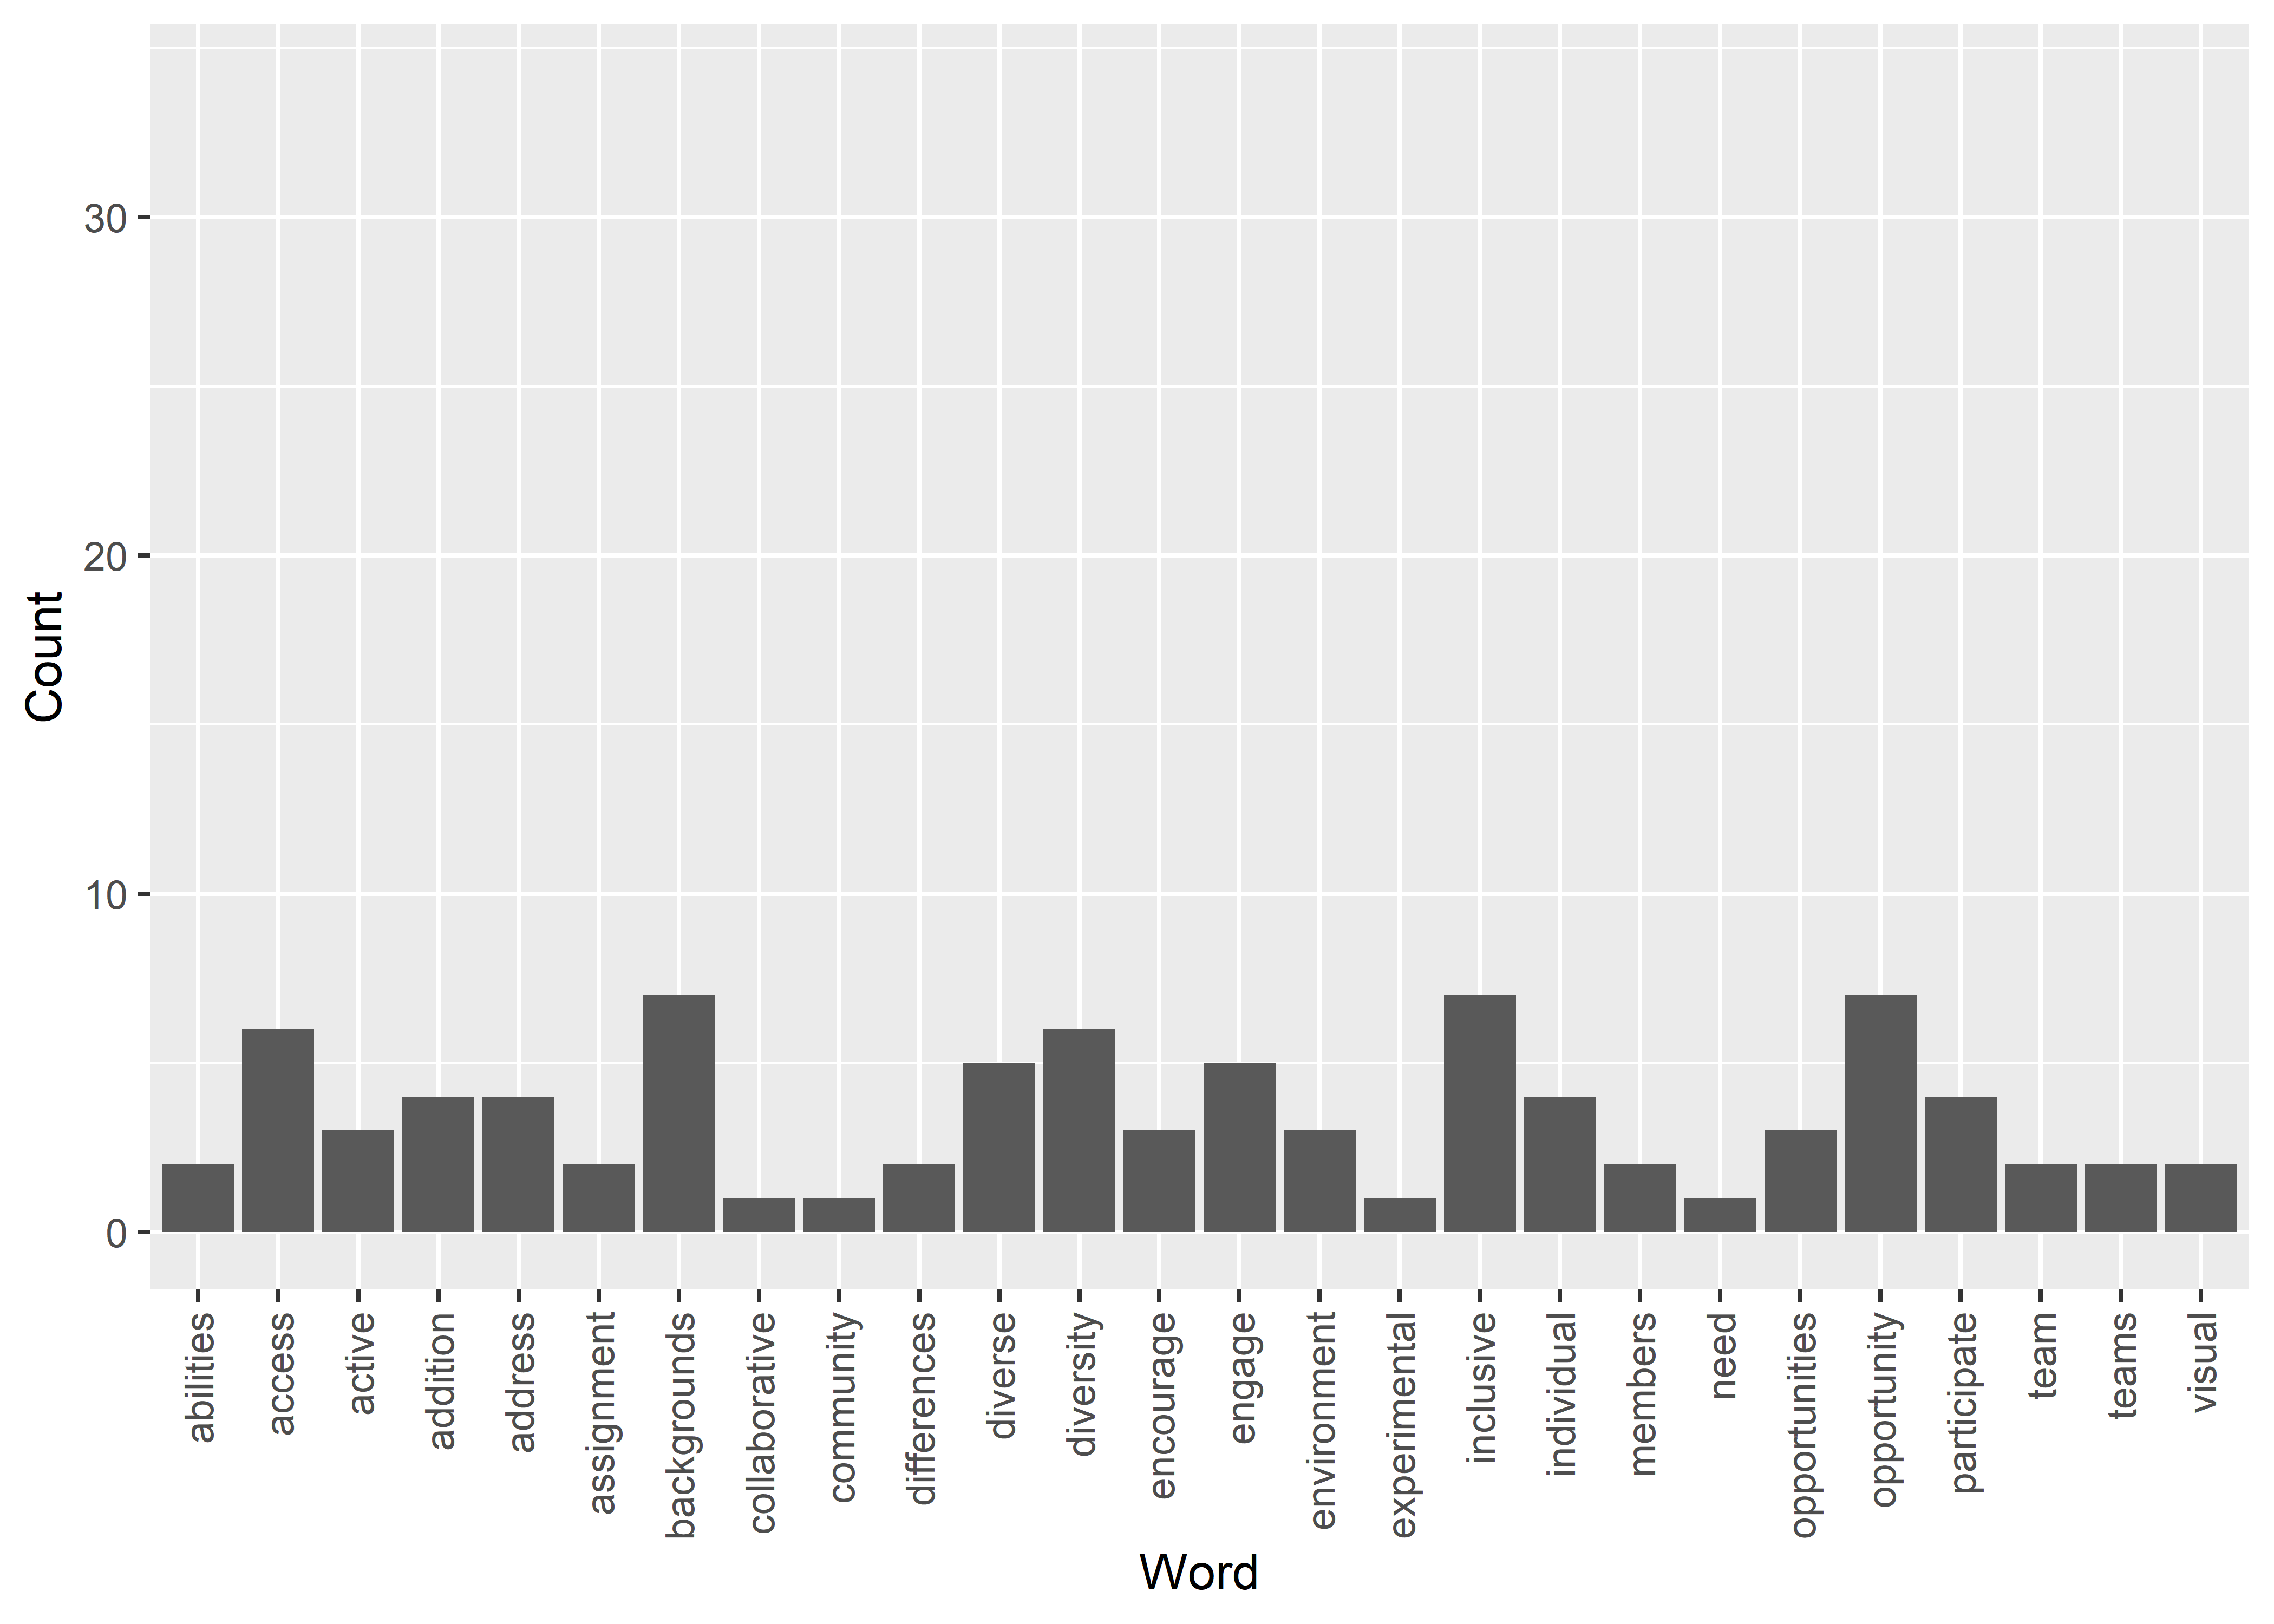 30
20
10
0
Count
abilities
access
active
addition
address
assignment
backgrounds
collaborative
community
differences
diverse
diversity
encourage
engage
environment
experimental
inclusive
individual
members
need
opportunities
opportunity
participate
team
teams
visual
Word